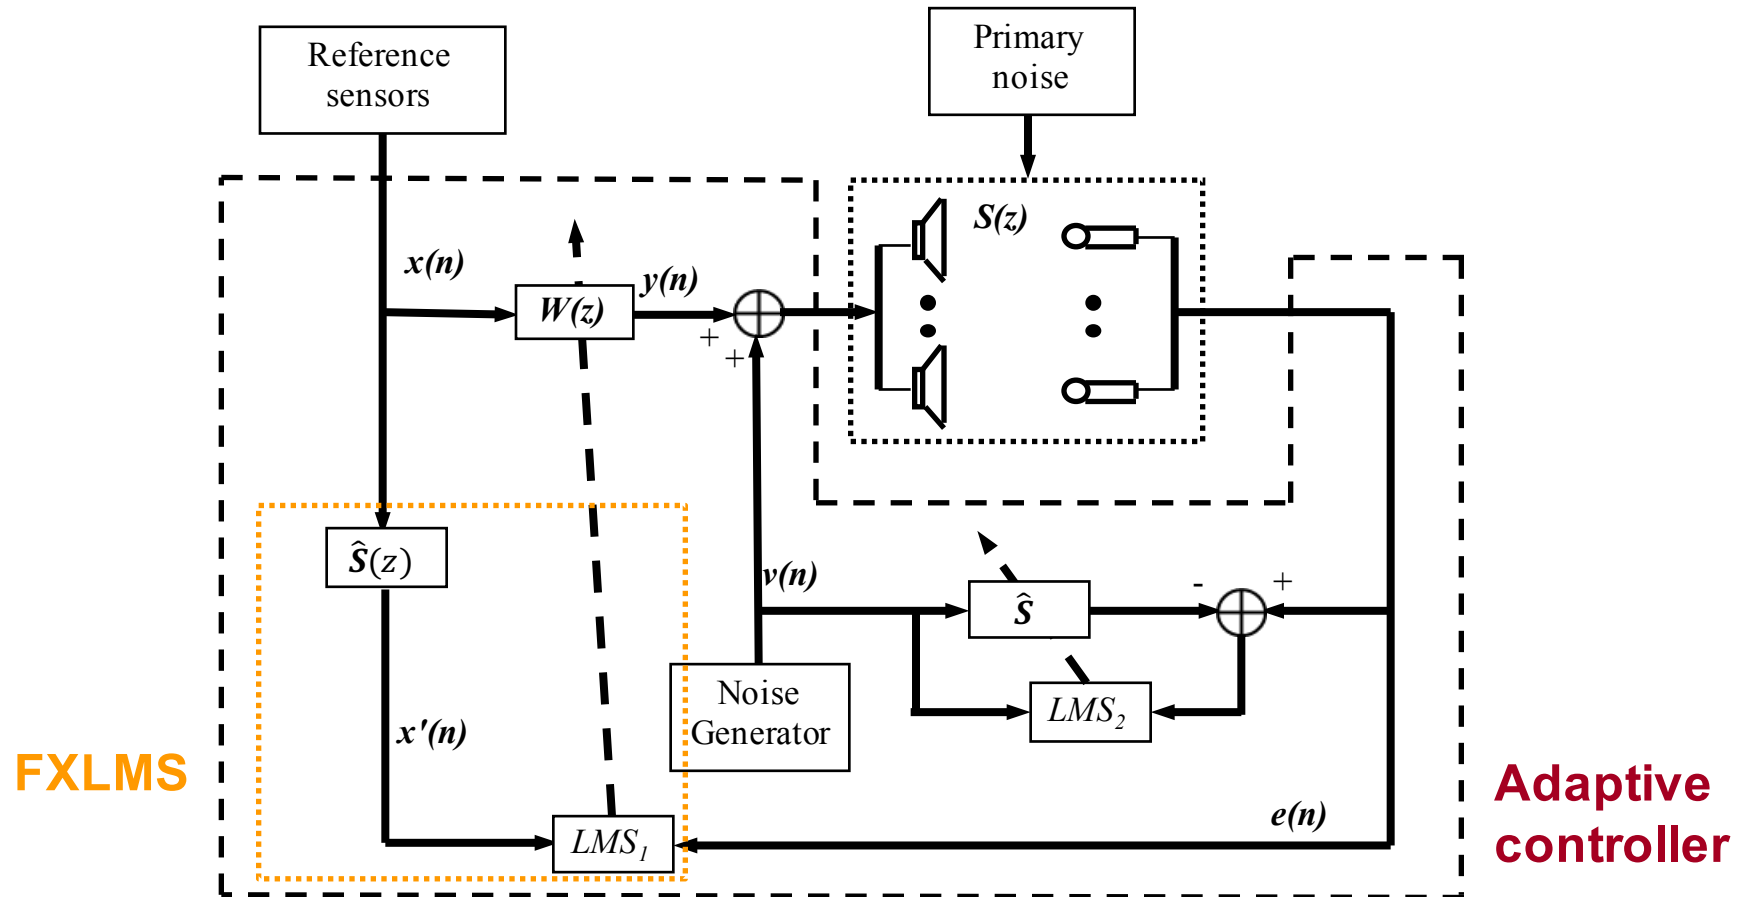 Reference
sensors
Primary
noise
S(z)
x(n)
W(z)
y(n)
+
+
Ŝ(z)
v(n)
Ŝ
-
+
Noise
Generator
LMS₂
x'(n)
FXLMS
LMS₁
e(n)
Adaptive
controller